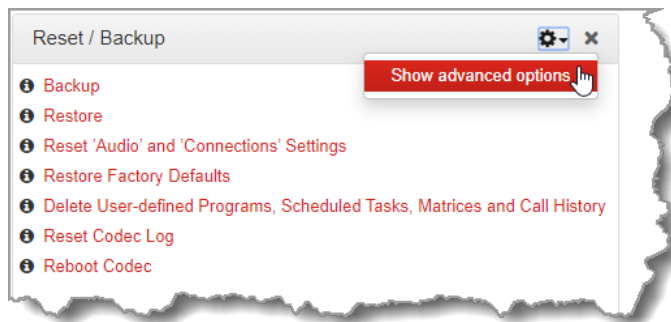 Reset / Backup
Show advanced options
Backup
Restore
Reset 'Audio' and 'Connections' Settings
Restore Factory Defaults
Delete User-defined Programs, Scheduled Tasks, Matrices and Call History
Reset Codec Log
Reboot Codec